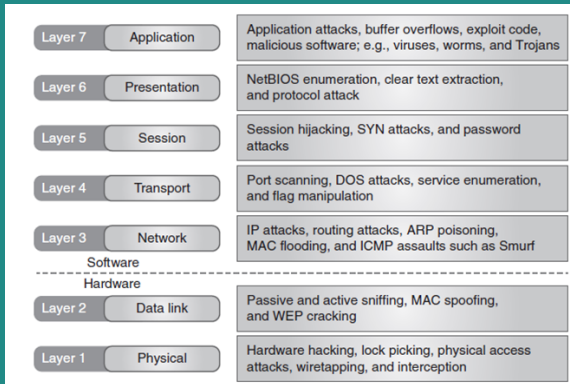 Layer 7 Application Application attacks, buffer overflows, exploit code,
malicious software; e.g., viruses, worms, and Trojans
Layer 6 Presentation NetBIOS enumeration, clear text extraction,
and protocol attack
Layer 5 Session Session hijacking, SYN attacks, and password
attacks
Layer 4 Transport Port scanning, DOS attacks, service enumeration,
and flag manipulation
Layer 3 Network IP attacks, routing attacks, ARP poisoning,
MAC flooding, and ICMP assaults such as Smurf
Software
Hardware
Layer 2 Data link Passive and active sniffing, MAC spoofing,
and WEP cracking
Layer 1 Physical Hardware hacking, lock picking, physical access
attacks, wiretapping, and interception